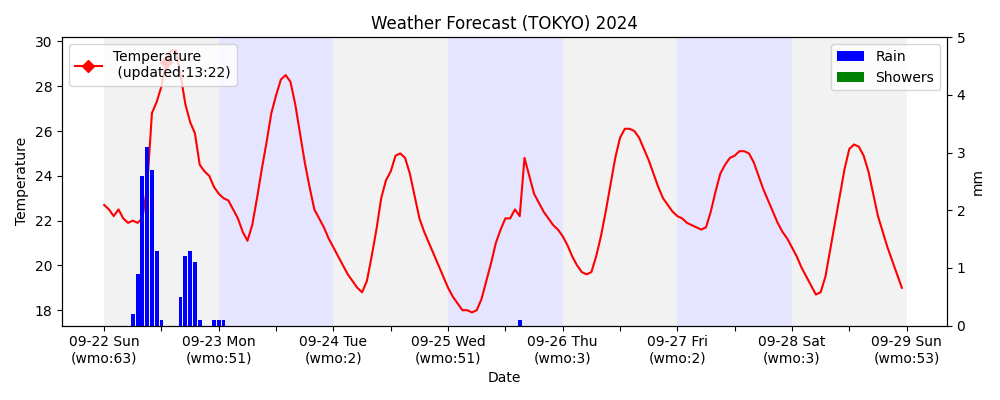 Weather Forecast (TOKYO) 2024
Temperature
(updated:13:22)
Rain
Showers
30
28
26
24
22
20
18
Temperature
5
4
3
2
1
0
mm
09-22 Sun 09-23 Mon 09-24 Tue 09-25 Wed 09-26 Thu 09-27 Fri 09-28 Sat 09-29 Sun
(wmo:63) (wmo:51) (wmo:2) (wmo:51) (wmo:3) (wmo:2) (wmo:3) (wmo:53)
Date